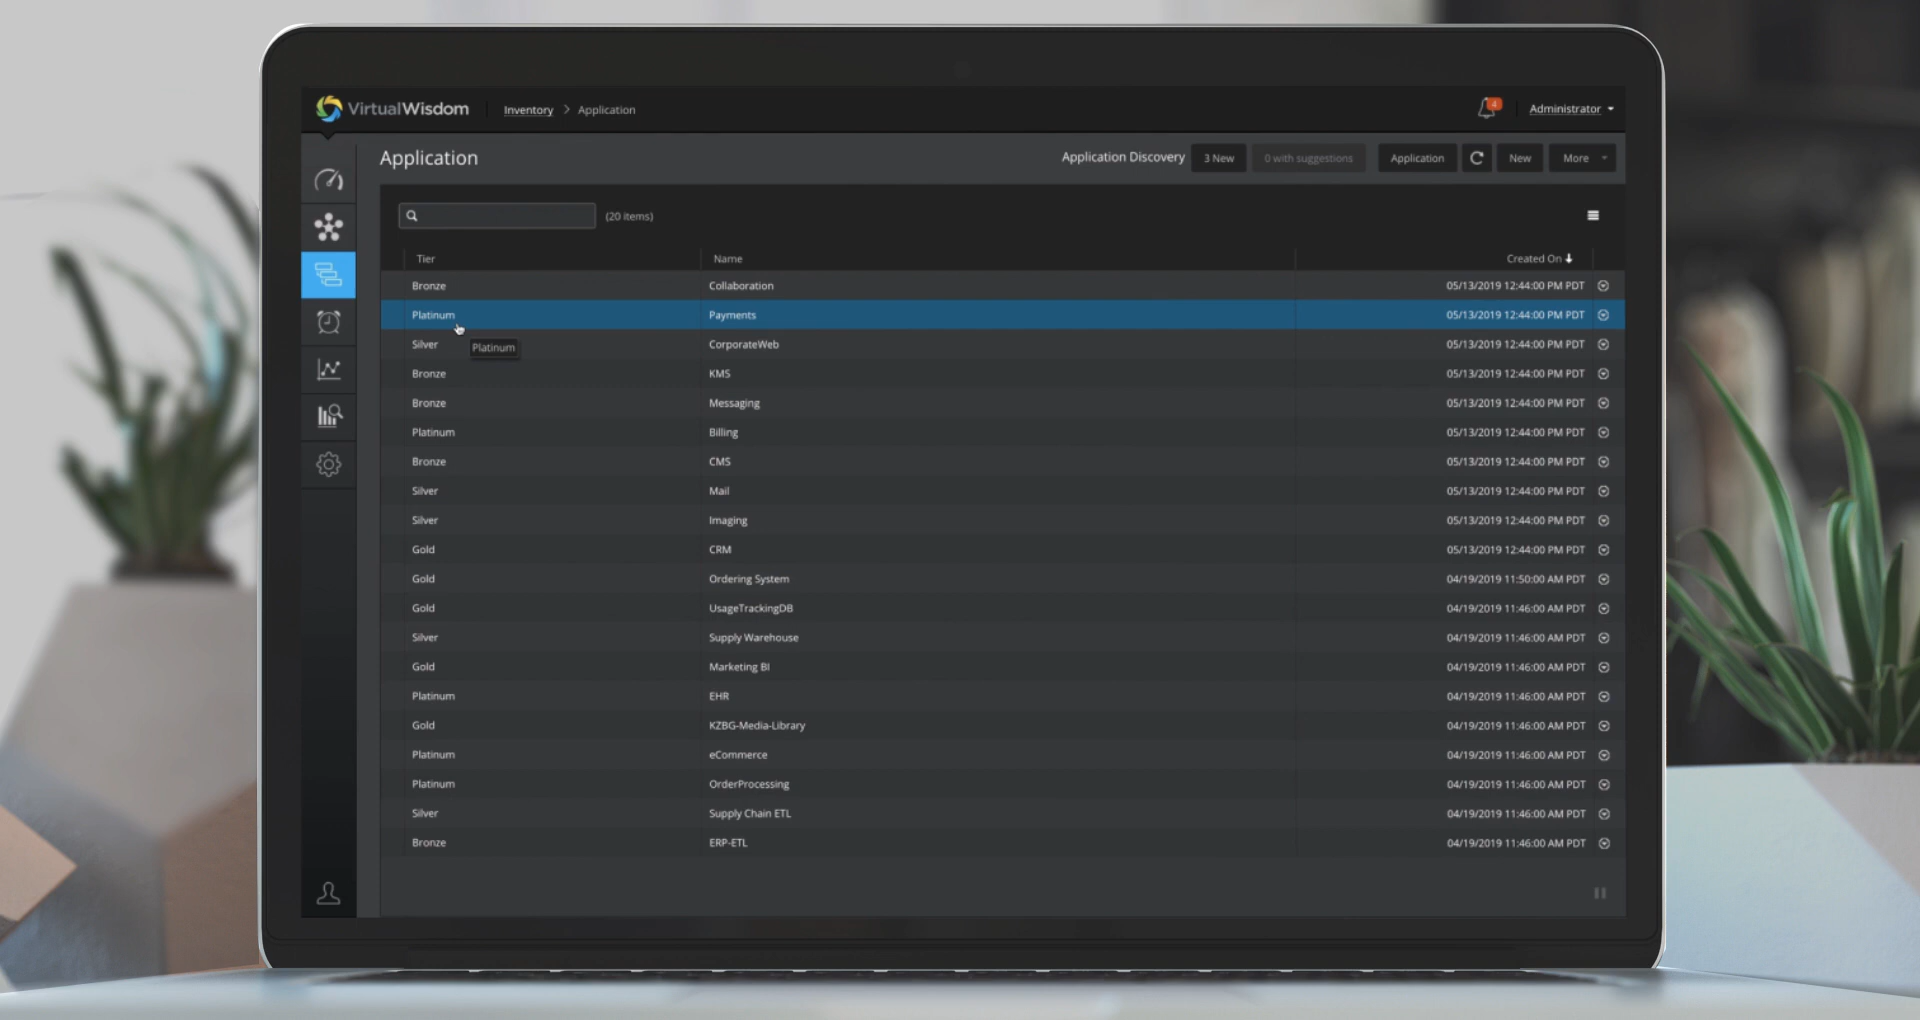 VirtualWisdom Inventory > Application 4 Administrator
Application Application Discovery 3 New 0 with suggestions Application New More
(20 items)
Tier Name Created On
Bronze Collaboration 05/13/2019 12:44:00 PM PDT
Platinum Payments 05/13/2019 12:44:00 PM PDT
Silver CorporateWeb 05/13/2019 12:44:00 PM PDT
Platinum
Bronze KMS 05/13/2019 12:44:00 PM PDT
Bronze Messaging 05/13/2019 12:44:00 PM PDT
Platinum Billing 05/13/2019 12:44:00 PM PDT
Bronze CMS 05/13/2019 12:44:00 PM PDT
Silver Mail 05/13/2019 12:44:00 PM PDT
Silver Imaging 05/13/2019 12:44:00 PM PDT
Gold CRM 05/13/2019 12:44:00 PM PDT
Gold Ordering System 04/19/2019 11:50:00 AM PDT
Gold UsageTrackingDB 04/19/2019 11:46:00 AM PDT
Silver Supply Warehouse 04/19/2019 11:46:00 AM PDT
Gold Marketing BI 04/19/2019 11:46:00 AM PDT
Platinum EHR 04/19/2019 11:46:00 AM PDT
Gold KZBG-Media-Library 04/19/2019 11:46:00 AM PDT
Platinum eCommerce 04/19/2019 11:46:00 AM PDT
Platinum OrderProcessing 04/19/2019 11:46:00 AM PDT
Silver Supply Chain ETL 04/19/2019 11:46:00 AM PDT
Bronze ERP-ETL 04/19/2019 11:46:00 AM PDT